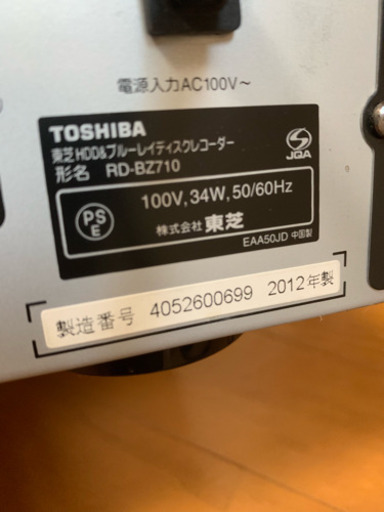 電源入力AC100V～
TOSHIBA
東芝HDD&ブルーレイディスクレコーダー
形名 RD-BZ710
JQA
PS
E
100V, 34W, 50/60Hz
株式会社 東芝
EAA50JD 中国製
製造番号 4052600699 2012年製